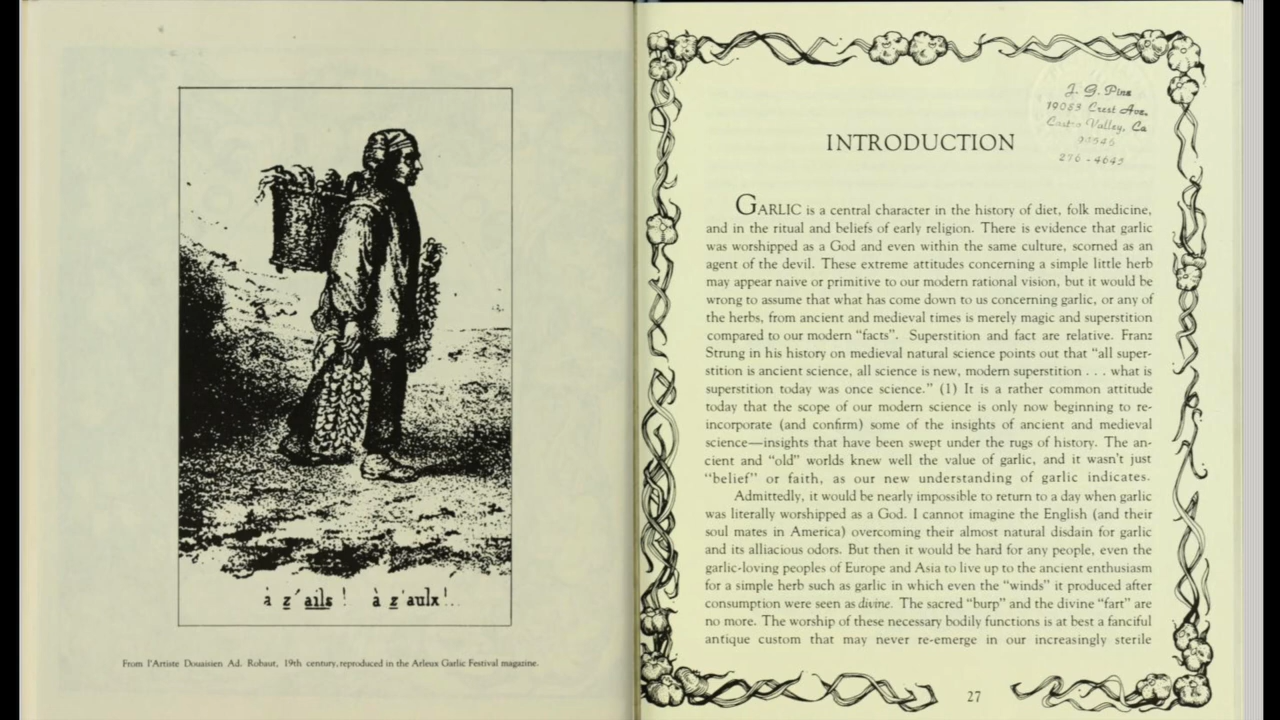 à z'ails ! à z'aulx !..
From l'Artiste Douaisien Ad. Robaut, 19th century, reproduced in the Arleux Garlic Festival magazine.
J. G. Pina
19083 Crest Ave.
Castro Valley, Ca
94546
276-4645
INTRODUCTION
GARLIC is a central character in the history of diet, folk medicine,
and in the ritual and beliefs of early religion. There is evidence that garlic
was worshipped as a God and even within the same culture, scorned as an
agent of the devil. These extreme attitudes concerning a simple little herb
may appear naive or primitive to our modern rational vision, but it would be
wrong to assume that what has come down to us concerning garlic, or any of
the herbs, from ancient and medieval times is merely magic and superstition
compared to our modern “facts”. Superstition and fact are relative. Franz
Strung in his history on medieval natural science points out that “all super-
stition is ancient science, all science is new, modern superstition . . . what is
superstition today was once science.” (1) It is a rather common attitude
today that the scope of our modern science is only now beginning to re-
incorporate (and confirm) some of the insights of ancient and medieval
science—insights that have been swept under the rugs of history. The an-
cient and “old” worlds knew well the value of garlic, and it wasn't just
“belief” or faith, as our new understanding of garlic indicates.
Admittedly, it would be nearly impossible to return to a day when garlic
was literally worshipped as a God. I cannot imagine the English (and their
soul mates in America) overcoming their almost natural disdain for garlic
and its alliacious odors. But then it would be hard for any people, even the
garlic-loving peoples of Europe and Asia to live up to the ancient enthusiasm
for a simple herb such as garlic in which even the “winds” it produced after
consumption were seen as divine. The sacred “burp” and the divine “fart” are
no more. The worship of these necessary bodily functions is at best a fanciful
antique custom that may never re-emerge in our increasingly sterile
27